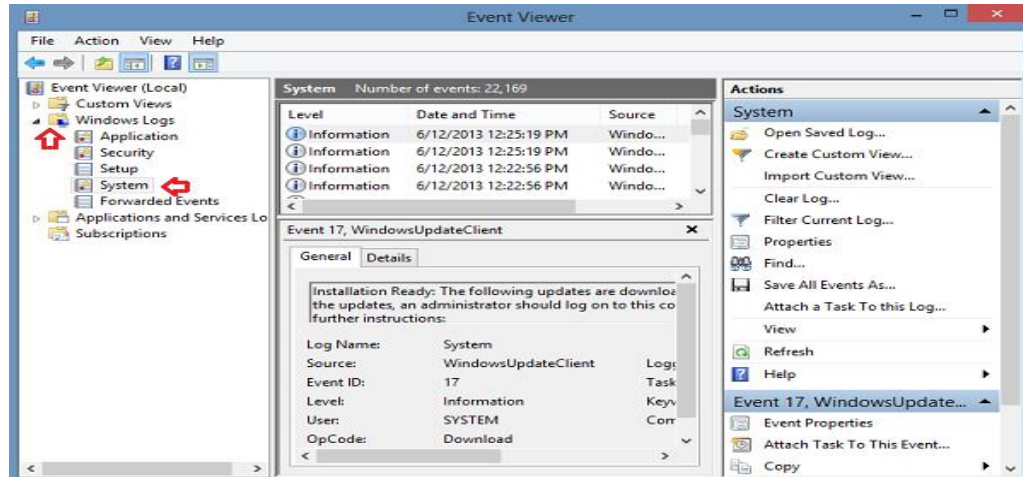 Event Viewer
File Action View Help
Event Viewer (Local)
Custom Views
Windows Logs
Application
Security
Setup
System
Forwarded Events
Applications and Services Lo
Subscriptions
System Number of events: 22,169
Level Date and Time Source
Information 6/12/2013 12:25:19 PM Windo...
Information 6/12/2013 12:25:19 PM Windo...
Information 6/12/2013 12:22:56 PM Windo...
Information 6/12/2013 12:22:56 PM Windo...
Event 17, WindowsUpdateClient
General Details
Installation Ready: The following updates are downloa
the updates, an administrator should log on to this co
further instructions:
Log Name: System
Source: WindowsUpdateClient Logg
Event ID: 17 Task
Level: Information Keyw
User: SYSTEM Com
OpCode: Download
Actions
System
Open Saved Log...
Create Custom View...
Import Custom View...
Clear Log...
Filter Current Log...
Properties
Find...
Save All Events As...
Attach a Task To this Log...
View
Refresh
Help
Event 17, WindowsUpdate...
Event Properties
Attach Task To This Event...
Copy